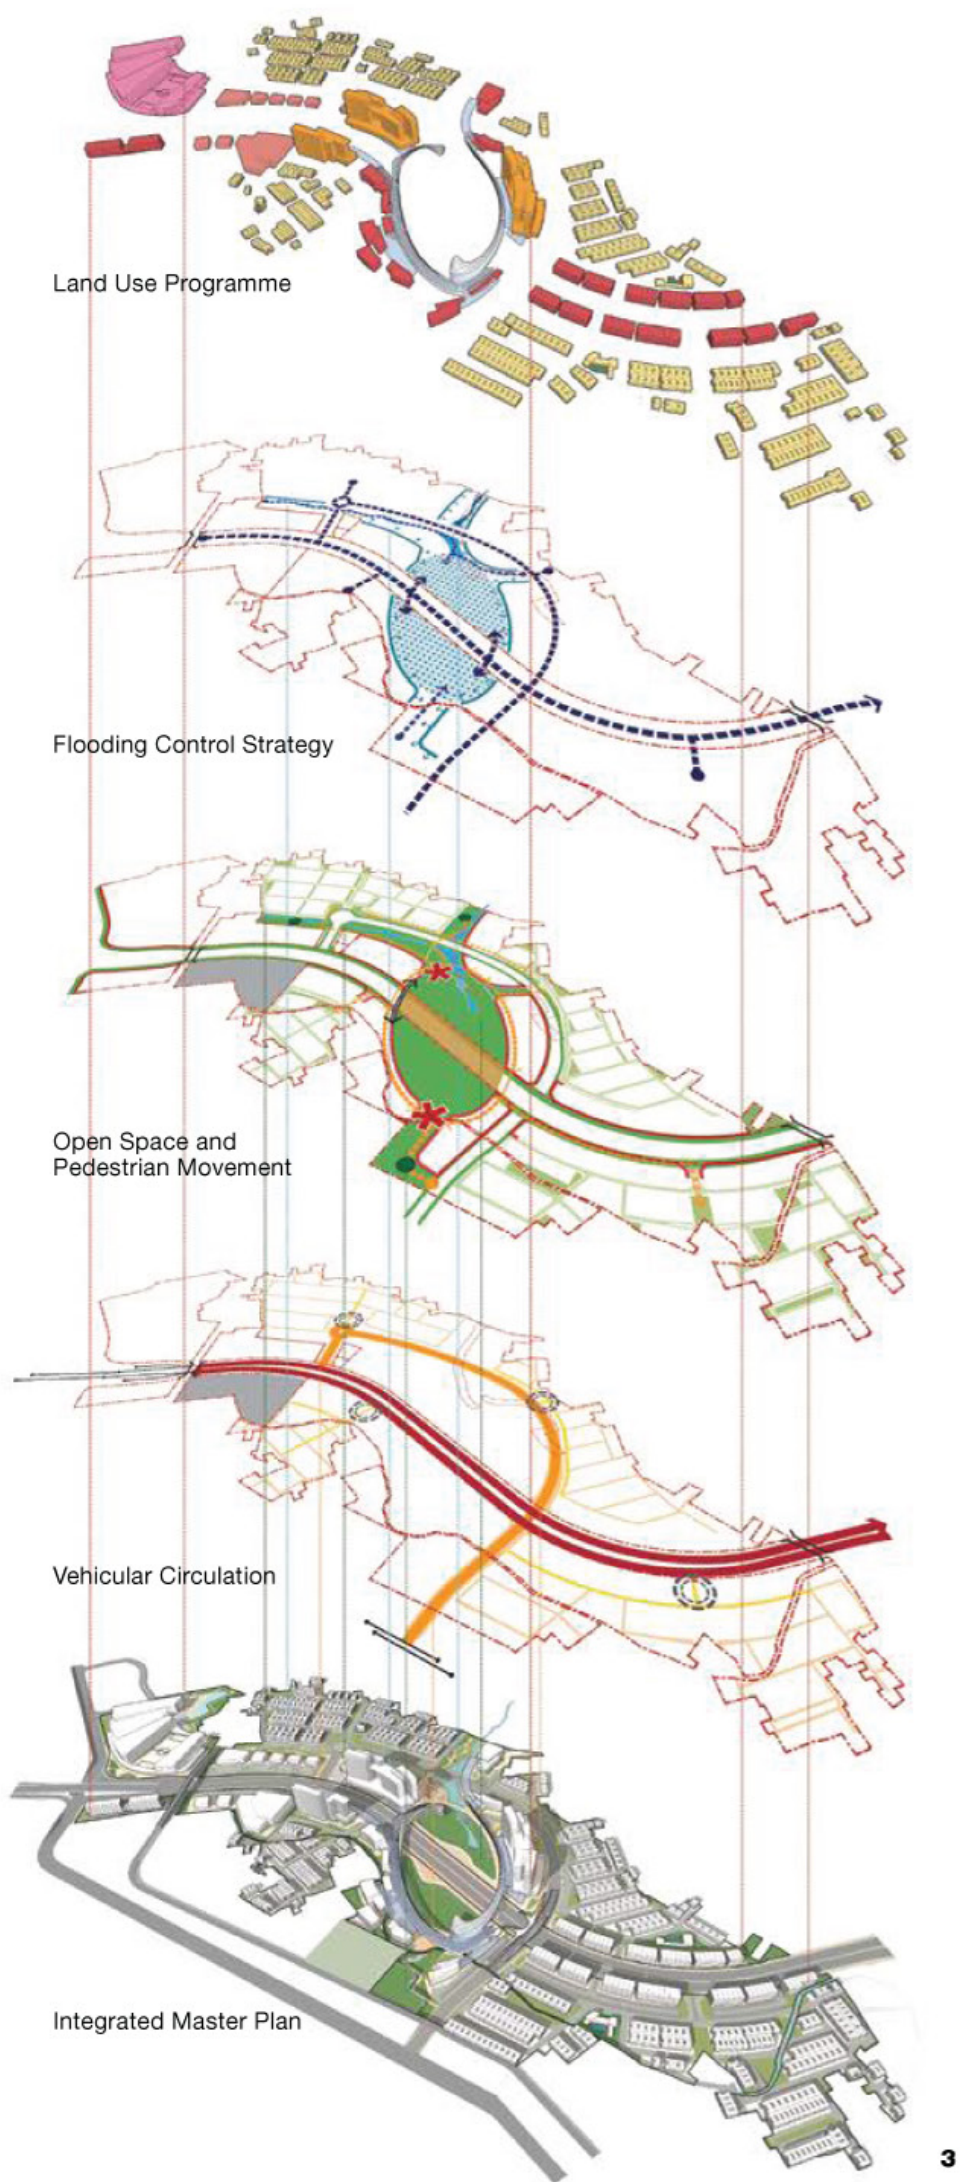 Land Use Programme
Flooding Control Strategy
Open Space and
Pedestrian Movement
Vehicular Circulation
Integrated Master Plan
3